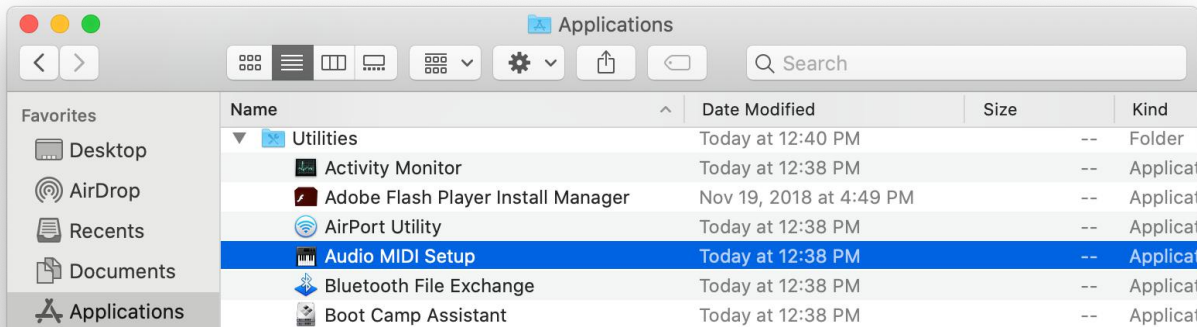 Applications
Search
Favorites
Desktop
AirDrop
Recents
Documents
Applications
Name Date Modified Size Kind
Utilities Today at 12:40 PM -- Folder
Activity Monitor Today at 12:38 PM -- Applicat
Adobe Flash Player Install Manager Nov 19, 2018 at 4:49 PM -- Applicat
AirPort Utility Today at 12:38 PM -- Applicat
Audio MIDI Setup Today at 12:38 PM -- Applicat
Bluetooth File Exchange Today at 12:38 PM -- Applicat
Boot Camp Assistant Today at 12:38 PM -- Applicat